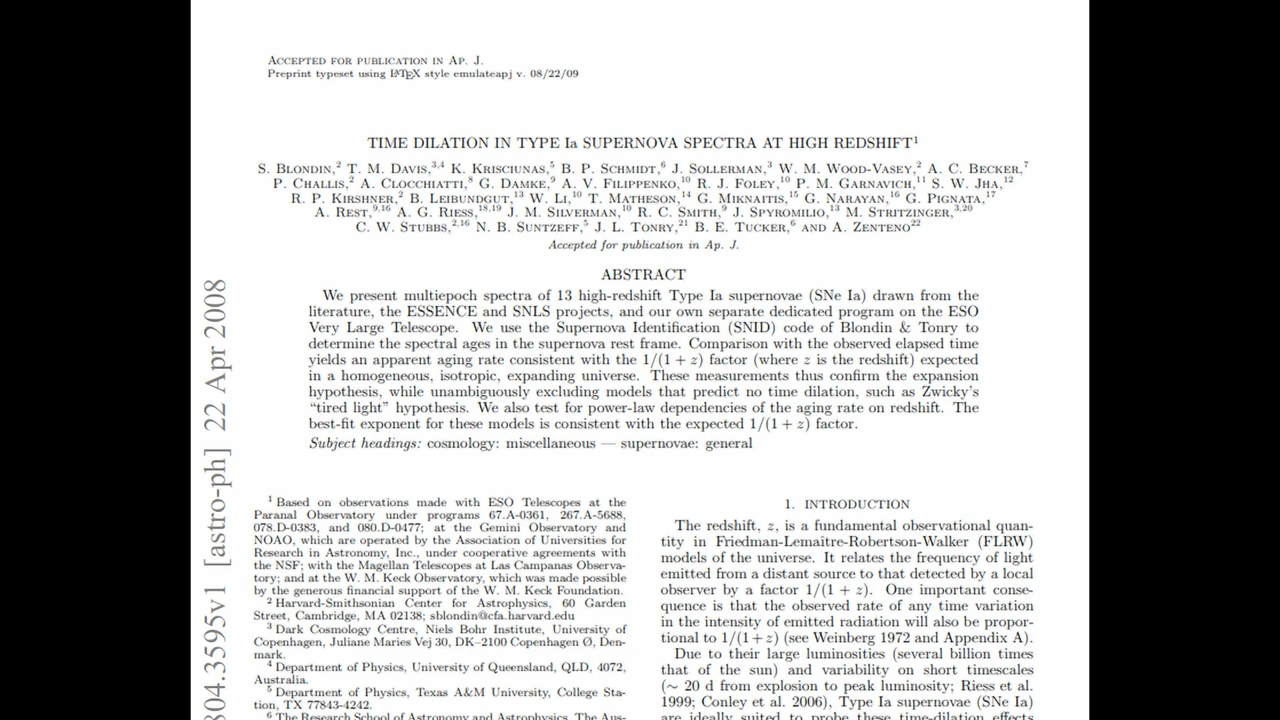 ACCEPTED FOR PUBLICATION IN AP. J.
Preprint typeset using LATEX style emulateapj v. 08/22/09
TIME DILATION IN TYPE Ia SUPERNOVA SPECTRA AT HIGH REDSHIFT1
S. BLONDIN,2 T. M. DAVIS,3,4 K. KRISCIUNAS,5 B. P. SCHMIDT,6 J. SOLLERMAN,3 W. M. WOOD-VASEY,2 A. C. BECKER,7
P. CHALLIS,2 A. CLOCCHIATTI,8 G. DAMKE,9 A. V. FILIPPENKO,10 R. J. FOLEY,10 P. M. GARNAVICH,11 S. W. JHA,12
R. P. KIRSHNER,2 B. LEIBUNDGUT,13 W. LI,10 T. MATHESON,14 G. MIKNAITIS,15 G. NARAYAN,16 G. PIGNATA,17
A. REST,9,16 A. G. RIESS,18,19 J. M. SILVERMAN,10 R. C. SMITH,9 J. SPYROMILIO,13 M. STRITZINGER,3,20
C. W. STUBBS,2,16 N. B. SUNTZEFF,5 J. L. TONRY,21 B. E. TUCKER,6 AND A. ZENTENO22
Accepted for publication in Ap. J.
ABSTRACT
We present multiepoch spectra of 13 high-redshift Type Ia supernovae (SNe Ia) drawn from the
literature, the ESSENCE and SNLS projects, and our own separate dedicated program on the ESO
Very Large Telescope. We use the Supernova Identification (SNID) code of Blondin & Tonry to
determine the spectral ages in the supernova rest frame. Comparison with the observed elapsed time
yields an apparent aging rate consistent with the 1/(1 + z) factor (where z is the redshift) expected
in a homogeneous, isotropic, expanding universe. These measurements thus confirm the expansion
hypothesis, while unambiguously excluding models that predict no time dilation, such as Zwicky's
“tired light” hypothesis. We also test for power-law dependencies of the aging rate on redshift. The
best-fit exponent for these models is consistent with the expected 1/(1 + z) factor.
Subject headings: cosmology: miscellaneous — supernovae: general
804.3595v1 [astro-ph] 22 Apr 2008
1 Based on observations made with ESO Telescopes at the
Paranal Observatory under programs 67.A-0361, 267.A-5688,
078.D-0383, and 080.D-0477; at the Gemini Observatory and
NOAO, which are operated by the Association of Universities for
Research in Astronomy, Inc., under cooperative agreements with
the NSF; with the Magellan Telescopes at Las Campanas Observa-
tory; and at the W. M. Keck Observatory, which was made possible
by the generous financial support of the W. M. Keck Foundation.
2 Harvard-Smithsonian Center for Astrophysics, 60 Garden
Street, Cambridge, MA 02138; sblondin@cfa.harvard.edu
3 Dark Cosmology Centre, Niels Bohr Institute, University of
Copenhagen, Juliane Maries Vej 30, DK–2100 Copenhagen Ø, Den-
mark.
4 Department of Physics, University of Queensland, QLD, 4072,
Australia.
5 Department of Physics, Texas A&M University, College Sta-
tion, TX 77843-4242.
6 The Research School of Astronomy and Astrophysics, The Aus-
1. INTRODUCTION
The redshift, z, is a fundamental observational quan-
tity in Friedman-Lemaître-Robertson-Walker (FLRW)
models of the universe. It relates the frequency of light
emitted from a distant source to that detected by a local
observer by a factor 1/(1 + z). One important conse-
quence is that the observed rate of any time variation
in the intensity of emitted radiation will also be propor-
tional to 1/(1+z) (see Weinberg 1972 and Appendix A).
Due to their large luminosities (several billion times
that of the sun) and variability on short timescales
(∼ 20 d from explosion to peak luminosity; Riess et al.
1999; Conley et al. 2006), Type Ia supernovae (SNe Ia)
are ideally suited to probe these time-dilation effects